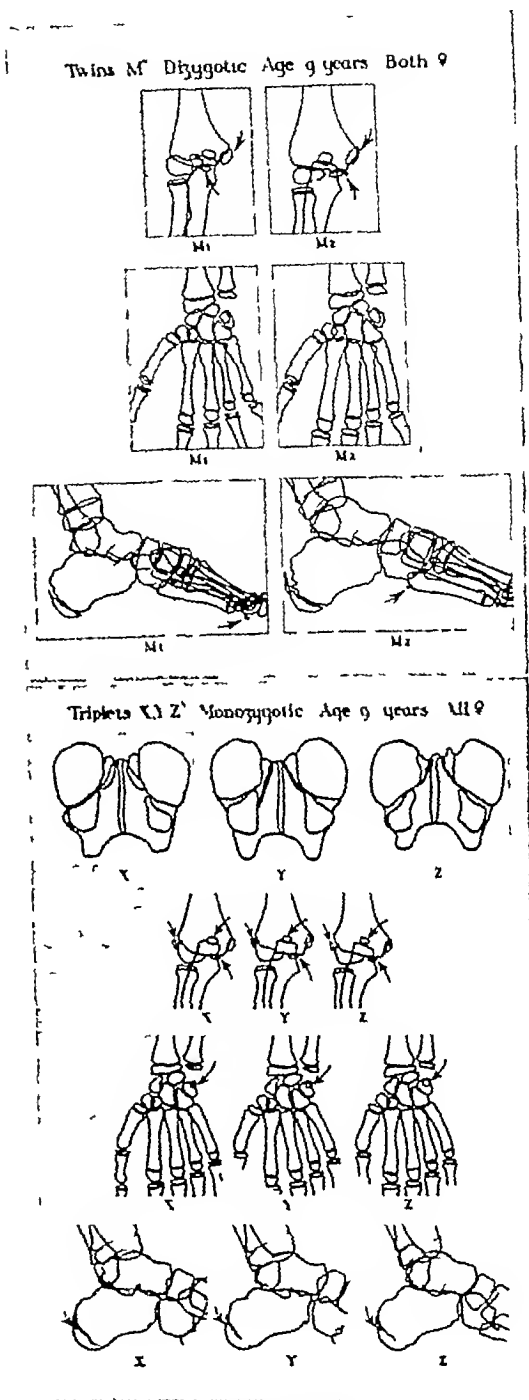 Twins M' Dizygotic Age 9 years Both ♀
M1 M2
M1 M2
M1 M2
Triplets X,Y Z' Monozygotic Age 9 years All ♀
X Y Z
X Y Z
X Y Z
X Y Z